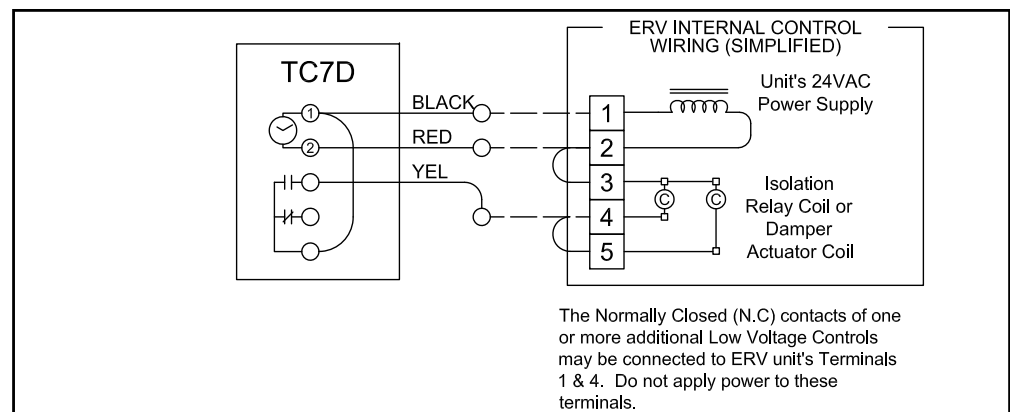 ERV INTERNAL CONTROL
WIRING (SIMPLIFIED)
TC7D
Unit's 24VAC
Power Supply
1
BLACK
1
2
RED
2
YEL
3
4
5
C
C
Isolation
Relay Coil or
Damper
Actuator Coil
The Normally Closed (N.C) contacts of one
or more additional Low Voltage Controls
may be connected to ERV unit's Terminals
1 & 4.  Do not apply power to these
terminals.